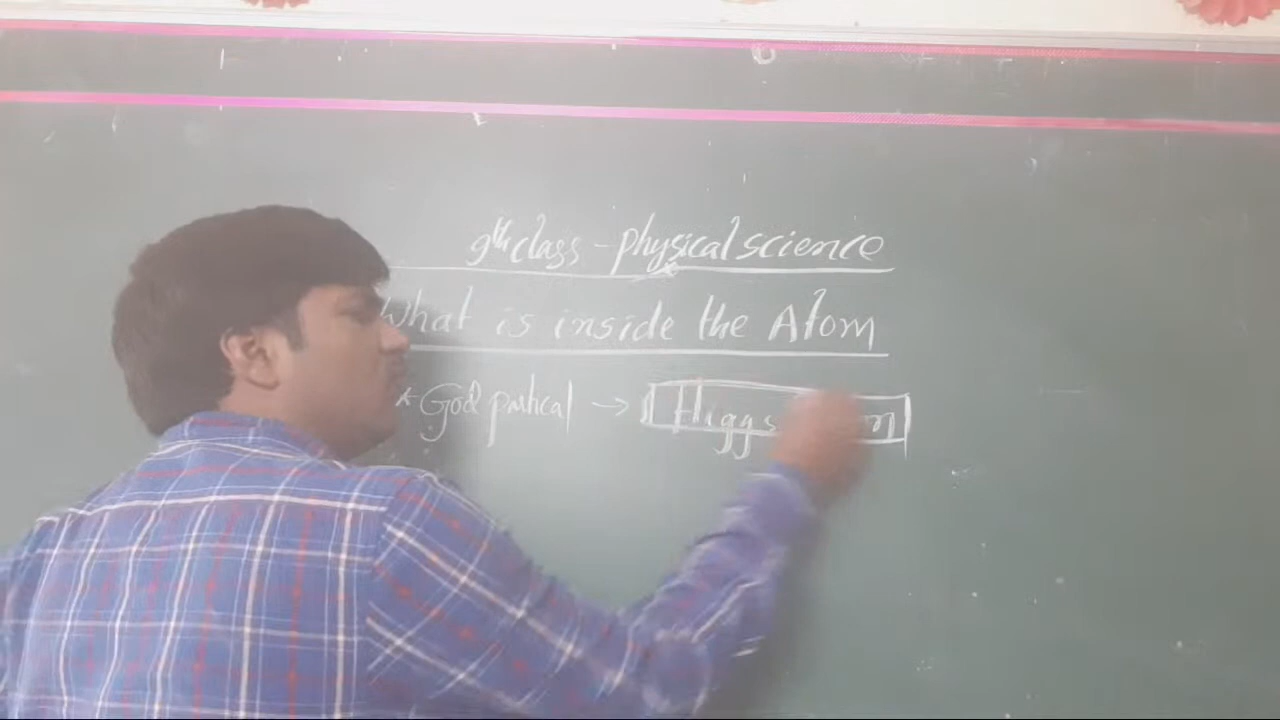 9th class - physical science
What is inside the Atom
* God partical → Higgs